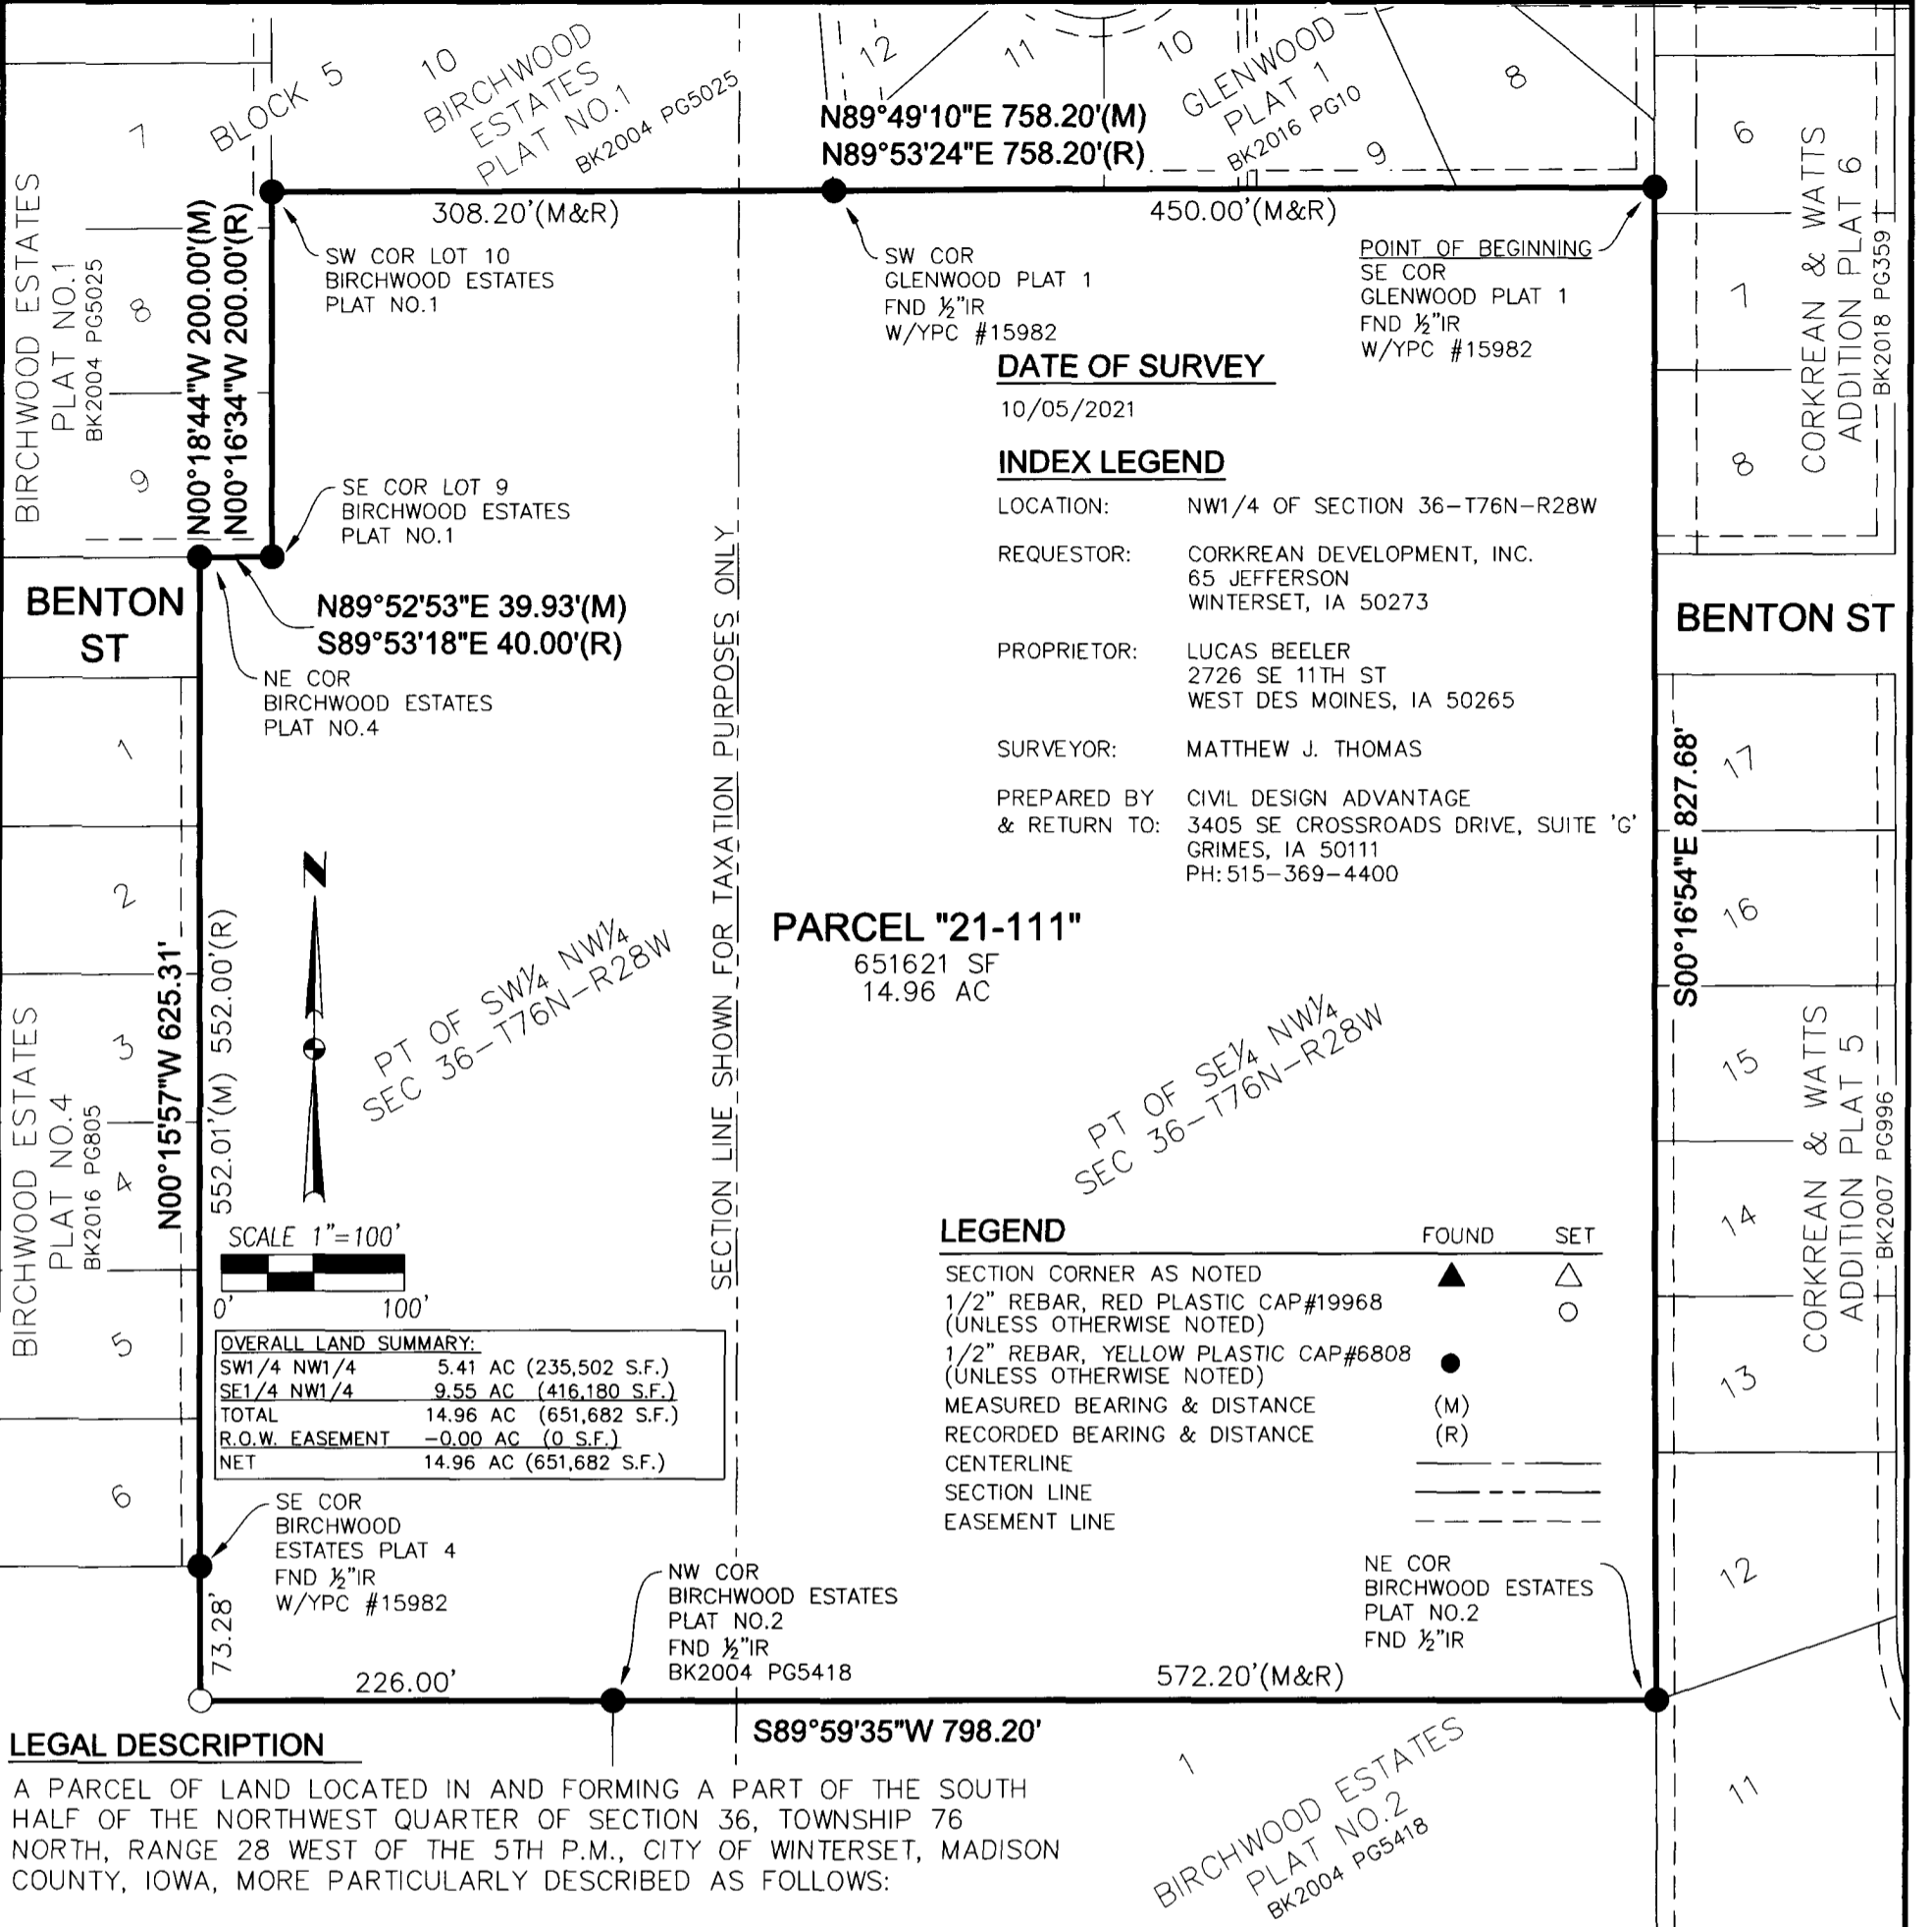 7
BLOCK 5
10
BIRCHWOOD
ESTATES
PLAT NO.1
BK2004 PG5025
12
11
10
GLENWOOD
PLAT 1
BK2016 PG10
9
8
6
7
8
CORKREAN & WATTS
ADDITION PLAT 6
BK2018 PG359
N89°49'10"E 758.20'(M)
N89°53'24"E 758.20'(R)
308.20'(M&R)
450.00'(M&R)
BIRCHWOOD ESTATES
PLAT NO.1
BK2004 PG5025
8
9
N00°18'44"W 200.00'(M)
N00°16'34"W 200.00'(R)
SW COR LOT 10
BIRCHWOOD ESTATES
PLAT NO.1
SW COR
GLENWOOD PLAT 1
FND ½"IR
W/YPC #15982
POINT OF BEGINNING
SE COR
GLENWOOD PLAT 1
FND ½"IR
W/YPC #15982
DATE OF SURVEY
10/05/2021
INDEX LEGEND
LOCATION: NW1/4 OF SECTION 36-T76N-R28W
REQUESTOR: CORKREAN DEVELOPMENT, INC.
65 JEFFERSON
WINTERSET, IA 50273
PROPRIETOR: LUCAS BEELER
2726 SE 11TH ST
WEST DES MOINES, IA 50265
SURVEYOR: MATTHEW J. THOMAS
PREPARED BY CIVIL DESIGN ADVANTAGE
& RETURN TO: 3405 SE CROSSROADS DRIVE, SUITE 'G'
GRIMES, IA 50111
PH: 515-369-4400
SE COR LOT 9
BIRCHWOOD ESTATES
PLAT NO.1
BENTON
ST
N89°52'53"E 39.93'(M)
S89°53'18"E 40.00'(R)
NE COR
BIRCHWOOD ESTATES
PLAT NO.4
BENTON ST
SECTION LINE SHOWN FOR TAXATION PURPOSES ONLY
S00°16'54"E 827.68'
17
16
15
14
13
12
11
CORKREAN & WATTS
ADDITION PLAT 5
BK2007 PG996
1
2
3
4
5
6
BIRCHWOOD ESTATES
PLAT NO.4
BK2016 PG805
N00°15'57"W 625.31'
552.01'(M) 552.00'(R)
N
PT OF SW¼ NW¼
SEC 36-T76N-R28W
PARCEL "21-111"
651621 SF
14.96 AC
PT OF SE¼ NW¼
SEC 36-T76N-R28W
SCALE 1"=100'
0' 100'
OVERALL LAND SUMMARY:
SW1/4 NW1/4 5.41 AC (235,502 S.F.)
SE1/4 NW1/4 9.55 AC (416,180 S.F.)
TOTAL 14.96 AC (651,682 S.F.)
R.O.W. EASEMENT -0.00 AC (0 S.F.)
NET 14.96 AC (651,682 S.F.)
LEGEND FOUND SET
SECTION CORNER AS NOTED
1/2" REBAR, RED PLASTIC CAP#19968
(UNLESS OTHERWISE NOTED)
1/2" REBAR, YELLOW PLASTIC CAP#6808
(UNLESS OTHERWISE NOTED)
MEASURED BEARING & DISTANCE (M)
RECORDED BEARING & DISTANCE (R)
CENTERLINE
SECTION LINE
EASEMENT LINE
SE COR
BIRCHWOOD
ESTATES PLAT 4
FND ½"IR
W/YPC #15982
73.28'
NW COR
BIRCHWOOD ESTATES
PLAT NO.2
FND ½"IR
BK2004 PG5418
NE COR
BIRCHWOOD ESTATES
PLAT NO.2
FND ½"IR
226.00'
572.20'(M&R)
S89°59'35"W 798.20'
1
BIRCHWOOD ESTATES
PLAT NO.2
BK2004 PG5418
LEGAL DESCRIPTION
A PARCEL OF LAND LOCATED IN AND FORMING A PART OF THE SOUTH
HALF OF THE NORTHWEST QUARTER OF SECTION 36, TOWNSHIP 76
NORTH, RANGE 28 WEST OF THE 5TH P.M., CITY OF WINTERSET, MADISON
COUNTY, IOWA, MORE PARTICULARLY DESCRIBED AS FOLLOWS: